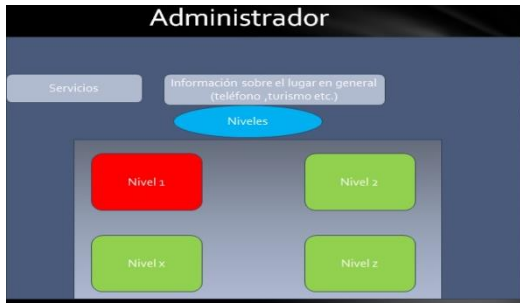 Administrador
Servicios
Información sobre el lugar en general
(teléfono ,turismo etc.)
Niveles
Nivel 1
Nivel 2
Nivel x
Nivel z